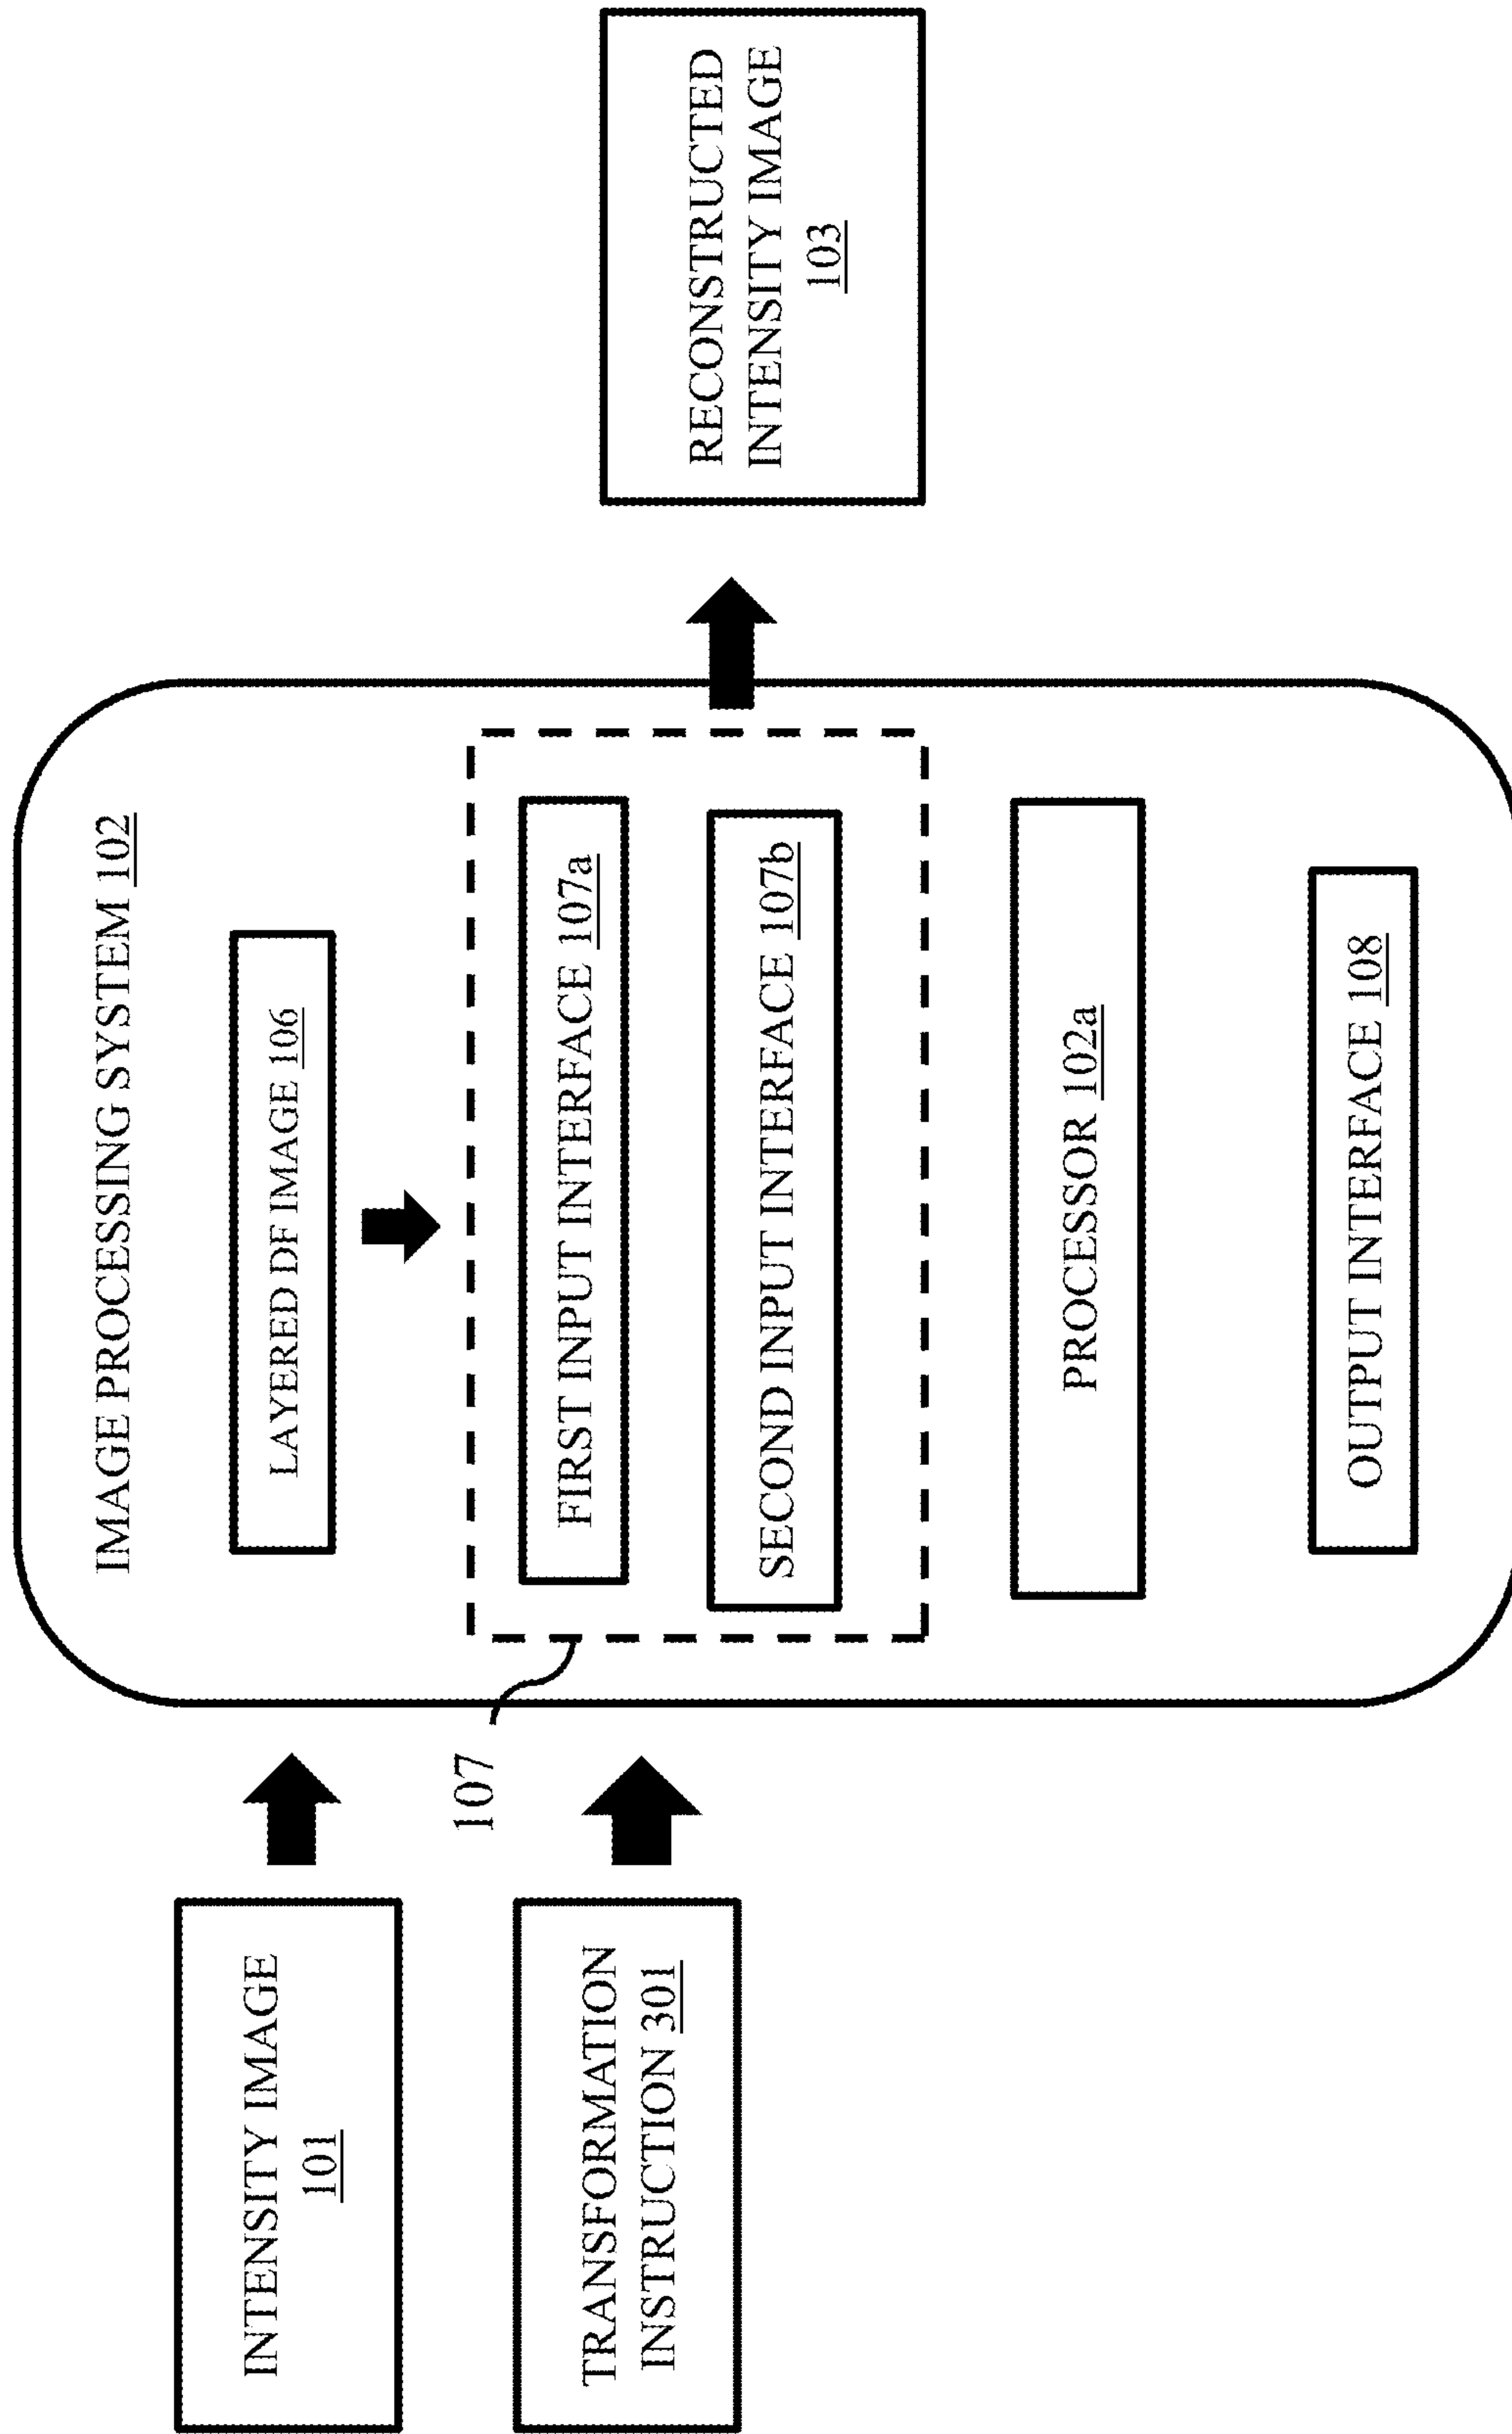 INTENSITY IMAGE
101
TRANSFORMATION
INSTRUCTION 301
107
IMAGE PROCESSING SYSTEM 102
LAYERED DF IMAGE 106
FIRST INPUT INTERFACE 107a
SECOND INPUT INTERFACE 107b
PROCESSOR 102a
OUTPUT INTERFACE 108
RECONSTRUCTED
INTENSITY IMAGE
103